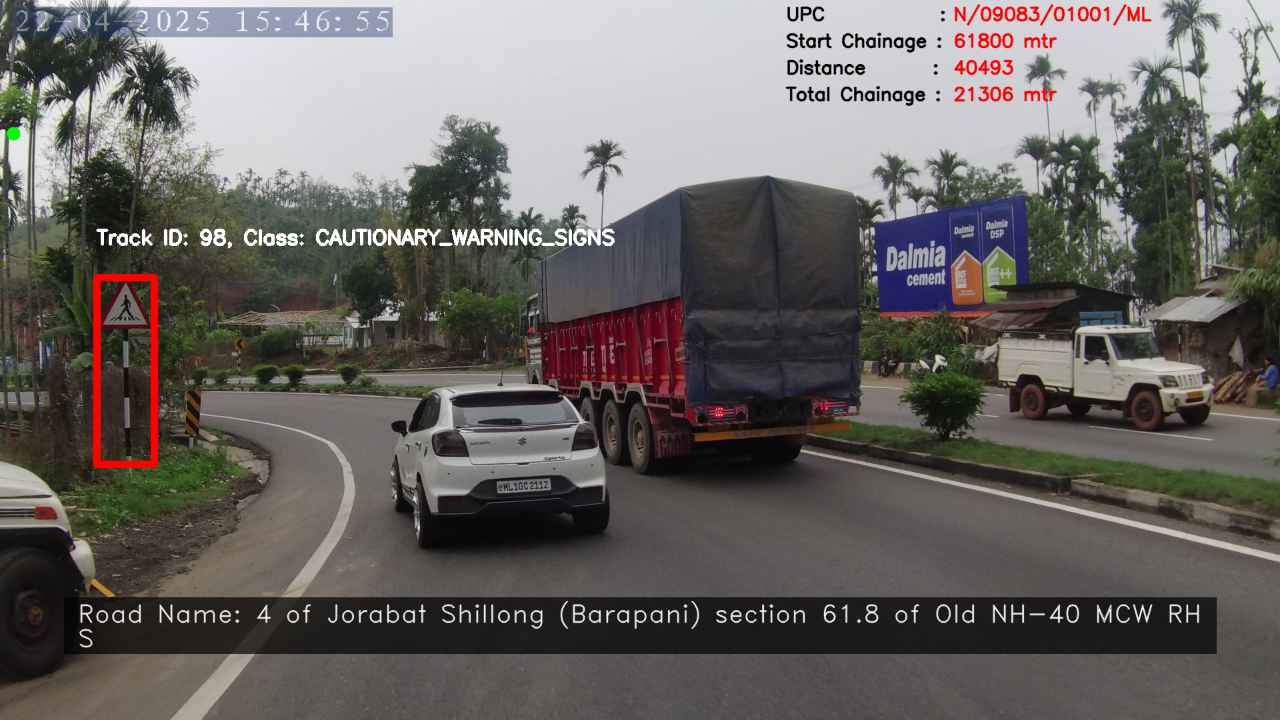 22-04-2025 15:46:55
UPC : N/09083/01001/ML
Start Chainage : 61800 mtr
Distance : 40493
Total Chainage : 21306 mtr
Track ID: 98, Class: CAUTIONARY_WARNING_SIGNS
Dalmia
cement
Dalmia
Dalmia
DSP
ML10C2112
Road Name: 4 of Jorabat Shillong (Barapani) section 61.8 of Old NH-40 MCW RH
S